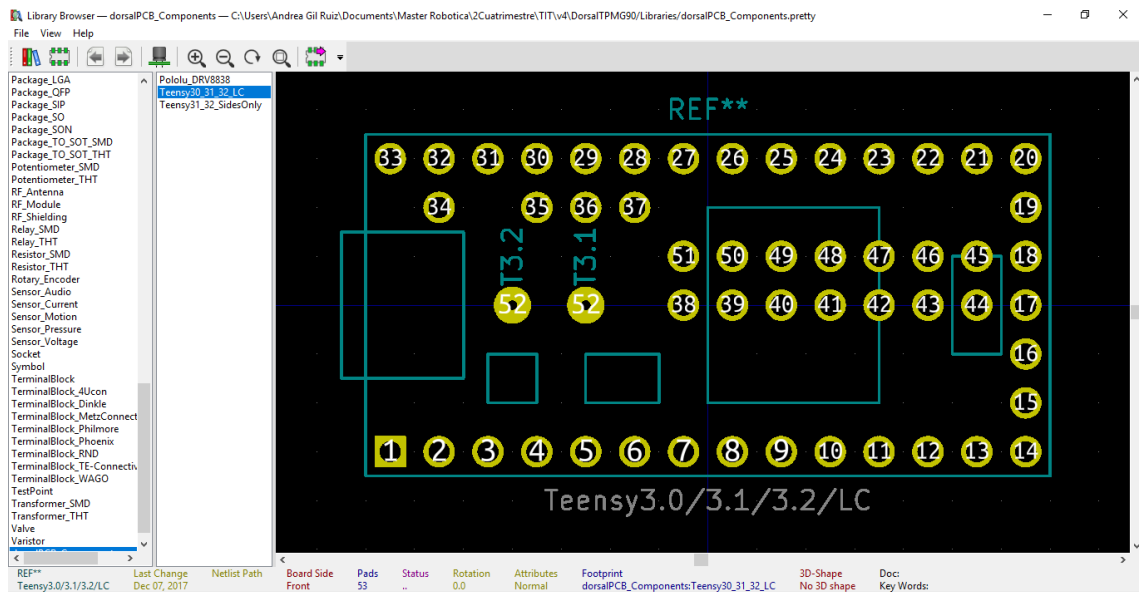 Library Browser — dorsalPCB_Components — C:\Users\Andrea Gil Ruiz\Documents\Master Robotica\2Cuatrimestre\TIT\v4\DorsalTPMG90/Libraries/dorsalPCB_Components.pretty
File View Help
Package_LGA
Package_QFP
Package_SIP
Package_SO
Package_SON
Package_TO_SOT_SMD
Package_TO_SOT_THT
Potentiometer_SMD
Potentiometer_THT
RF_Antenna
RF_Module
RF_Shielding
Relay_SMD
Relay_THT
Resistor_SMD
Resistor_THT
Rotary_Encoder
Sensor_Audio
Sensor_Current
Sensor_Motion
Sensor_Pressure
Sensor_Voltage
Socket
Symbol
TerminalBlock
TerminalBlock_4Ucon
TerminalBlock_Dinkle
TerminalBlock_MetzConnect
TerminalBlock_Philmore
TerminalBlock_Phoenix
TerminalBlock_RND
TerminalBlock_TE-Connectiv
TerminalBlock_WAGO
TestPoint
Transformer_SMD
Transformer_THT
Valve
Varistor
Pololu_DRV8838
Teensy30_31_32_LC
Teensy31_32_SidesOnly
REF**
33 32 31 30 29 28 27 26 25 24 23 22 21 20
34 35 36 37 19
T3.2 T3.1
51 50 49 48 47 46 45 18
52 52 38 39 40 41 42 43 44 17
16
15
1 2 3 4 5 6 7 8 9 10 11 12 13 14
Teensy3.0/3.1/3.2/LC
REF** Last Change Netlist Path Board Side Pads Status Rotation Attributes Footprint 3D-Shape Doc:
Teensy3.0/3.1/3.2/LC Dec 07, 2017 Front 53 .. 0.0 Normal dorsalPCB_Components:Teensy30_31_32_LC No 3D shape Key Words: